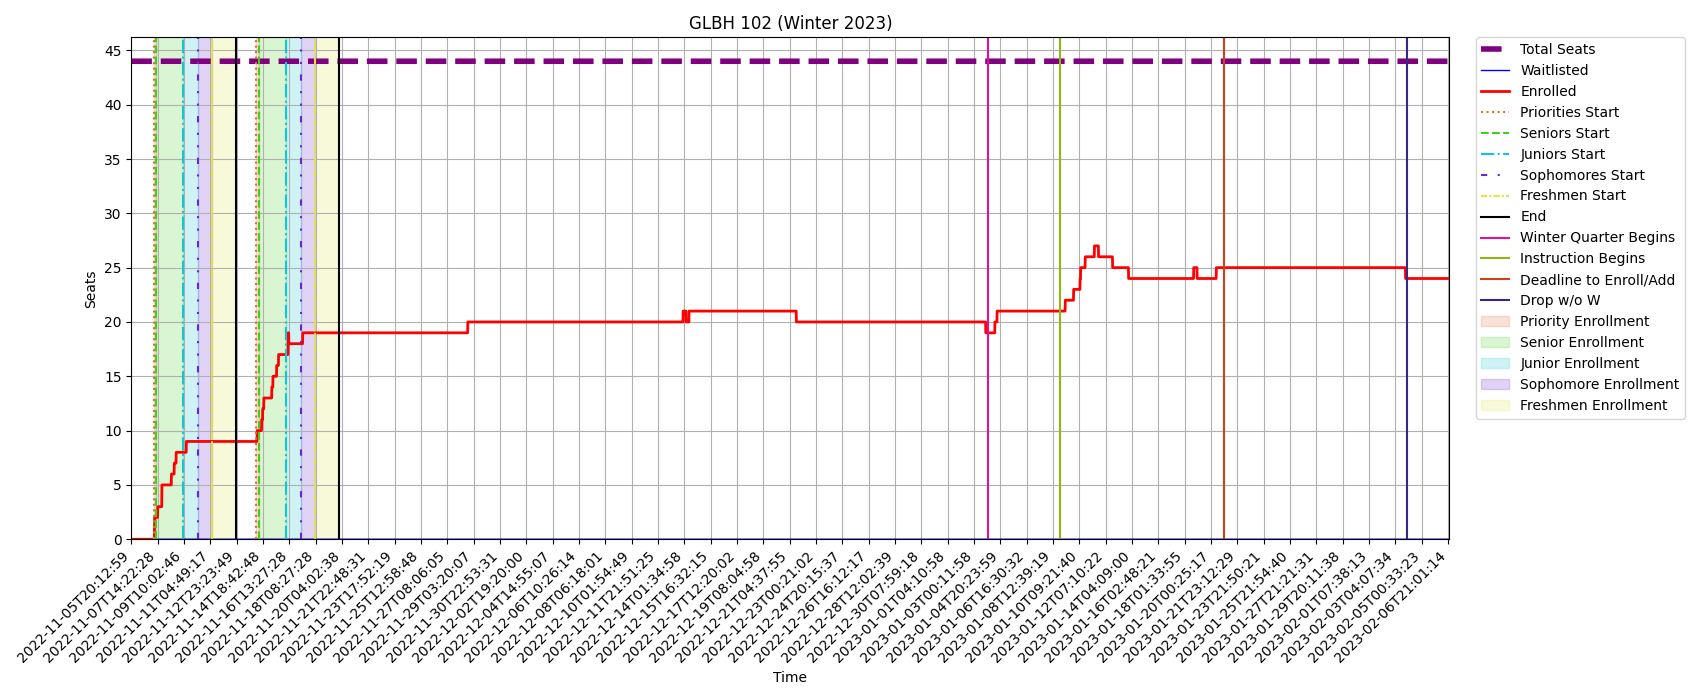 GLBH 102 (Winter 2023)
45
40
35
30
25
20
15
10
5
0
Seats
2022-11-05T20:12:59
2022-11-07T14:22:28
2022-11-09T10:02:46
2022-11-11T04:49:17
2022-11-12T23:23:49
2022-11-14T18:42:48
2022-11-16T13:27:28
2022-11-18T08:27:28
2022-11-20T04:02:38
2022-11-21T22:48:31
2022-11-23T17:52:19
2022-11-25T12:58:48
2022-11-27T08:06:05
2022-11-29T03:20:07
2022-11-30T22:53:31
2022-12-02T19:20:00
2022-12-04T14:55:07
2022-12-06T10:26:14
2022-12-08T06:18:01
2022-12-10T01:54:49
2022-12-11T21:51:25
2022-12-14T01:34:58
2022-12-15T16:32:15
2022-12-17T12:20:02
2022-12-19T08:04:58
2022-12-21T04:37:55
2022-12-23T00:21:02
2022-12-24T20:15:37
2022-12-26T16:12:17
2022-12-28T12:02:39
2022-12-30T07:59:18
2023-01-01T04:10:58
2023-01-03T00:11:58
2023-01-04T20:23:59
2023-01-06T16:30:32
2023-01-08T12:39:19
2023-01-10T09:21:40
2023-01-12T07:10:22
2023-01-14T04:09:00
2023-01-16T02:48:21
2023-01-18T01:33:55
2023-01-20T00:25:17
2023-01-21T23:12:29
2023-01-23T21:50:21
2023-01-25T21:54:40
2023-01-27T21:21:31
2023-01-29T20:11:38
2023-02-01T07:38:13
2023-02-03T04:07:34
2023-02-05T00:33:23
2023-02-06T21:01:14
Time
Total Seats
Waitlisted
Enrolled
Priorities Start
Seniors Start
Juniors Start
Sophomores Start
Freshmen Start
End
Winter Quarter Begins
Instruction Begins
Deadline to Enroll/Add
Drop w/o W
Priority Enrollment
Senior Enrollment
Junior Enrollment
Sophomore Enrollment
Freshmen Enrollment